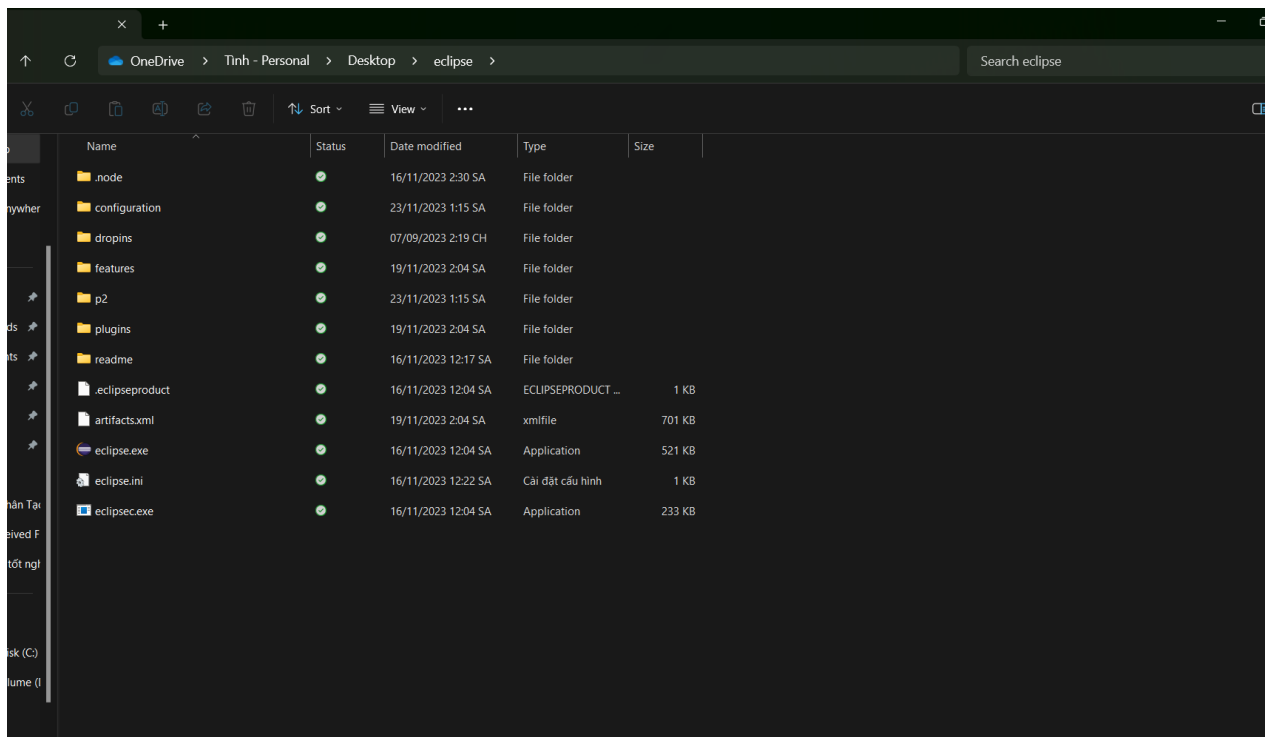 OneDrive > Tình - Personal > Desktop > eclipse >
Search eclipse
Sort
View
Name Status Date modified Type Size
ents
nywher
ds
nts
hân Tạo
eived F
tốt ngh
isk (C:)
lume (I
.node 16/11/2023 2:30 SA File folder
configuration 23/11/2023 1:15 SA File folder
dropins 07/09/2023 2:19 CH File folder
features 19/11/2023 2:04 SA File folder
p2 23/11/2023 1:15 SA File folder
plugins 19/11/2023 2:04 SA File folder
readme 16/11/2023 12:17 SA File folder
.eclipseproduct 16/11/2023 12:04 SA ECLIPSEPRODUCT ... 1 KB
artifacts.xml 19/11/2023 2:04 SA xmlfile 701 KB
eclipse.exe 16/11/2023 12:04 SA Application 521 KB
eclipse.ini 16/11/2023 12:22 SA Cài đặt cấu hình 1 KB
eclipsec.exe 16/11/2023 12:04 SA Application 233 KB